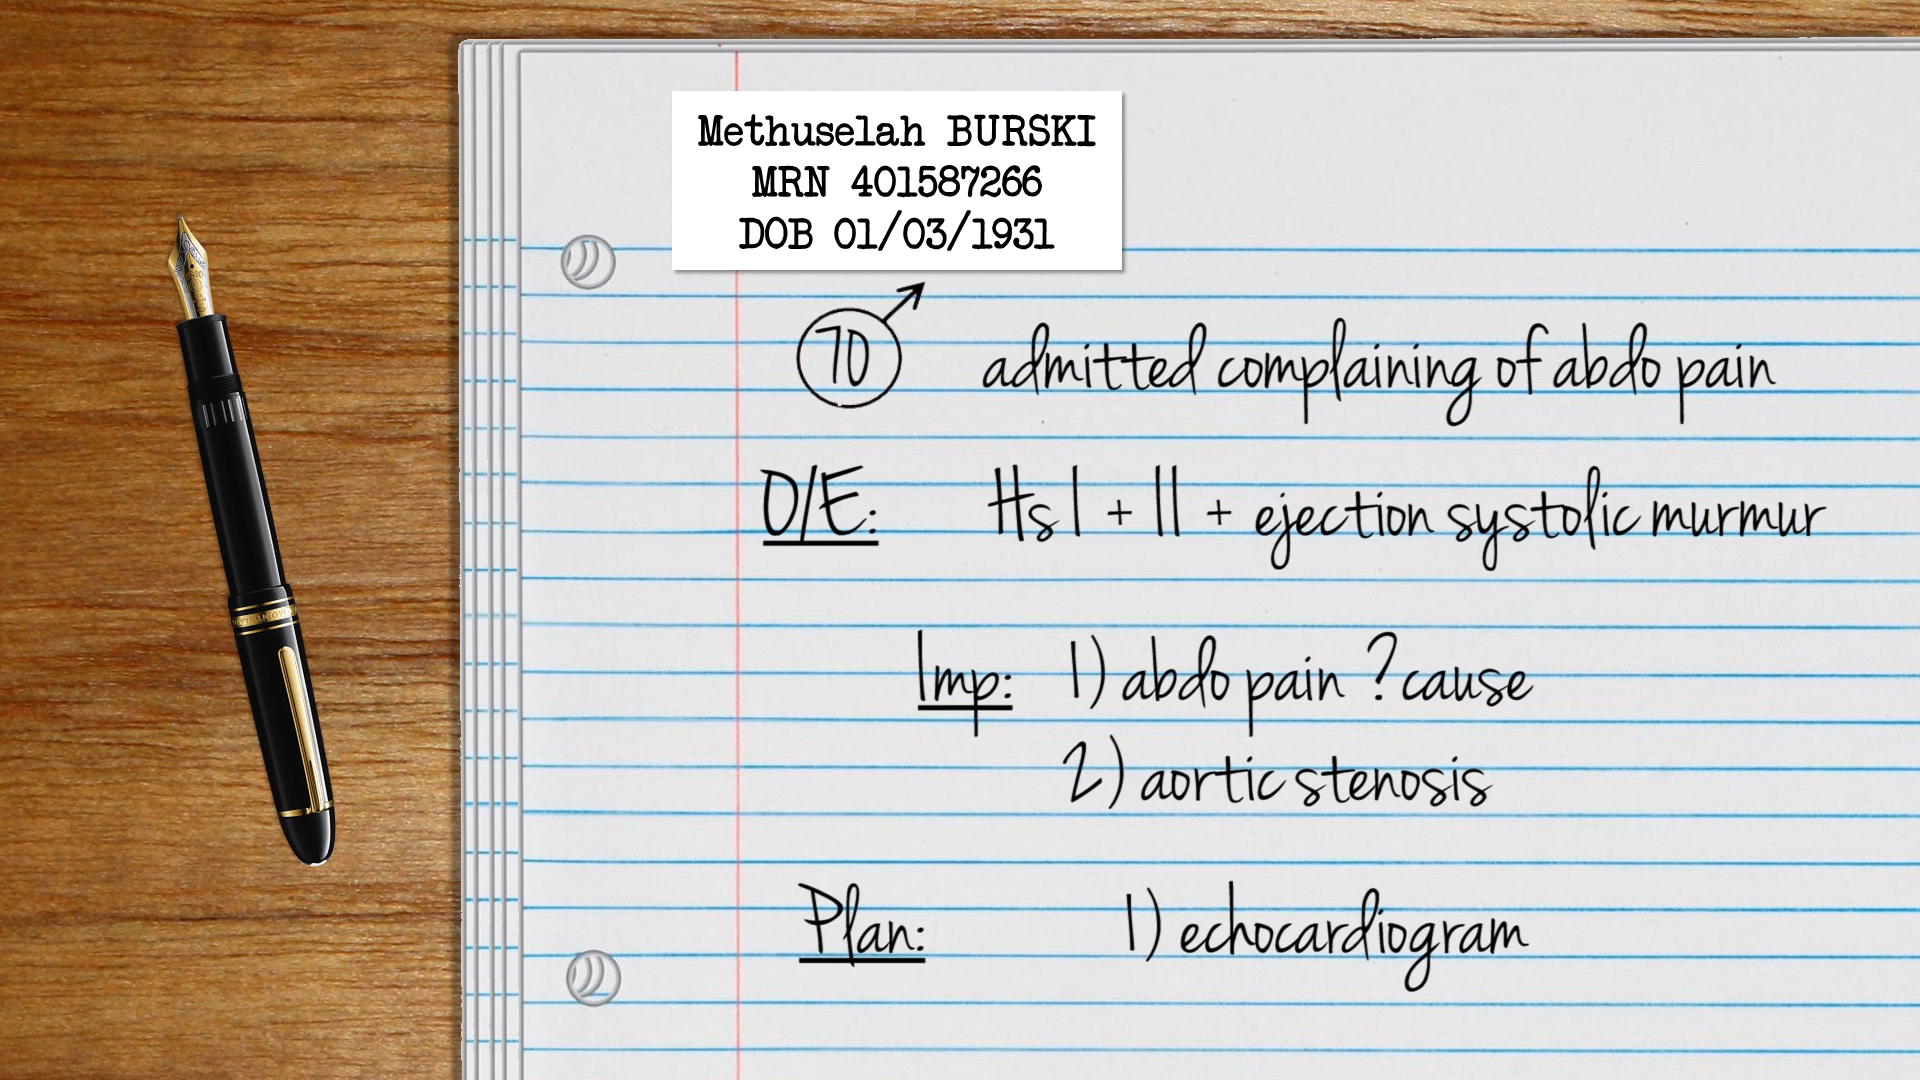 Methuselah BURSKI
MRN 401587266
DOB 01/03/1931
70 admitted complaining of abdo pain
O/E: Hs I + II + ejection systolic murmur
Imp: 1) abdo pain ?cause
2) aortic stenosis
Plan: 1) echocardiogram